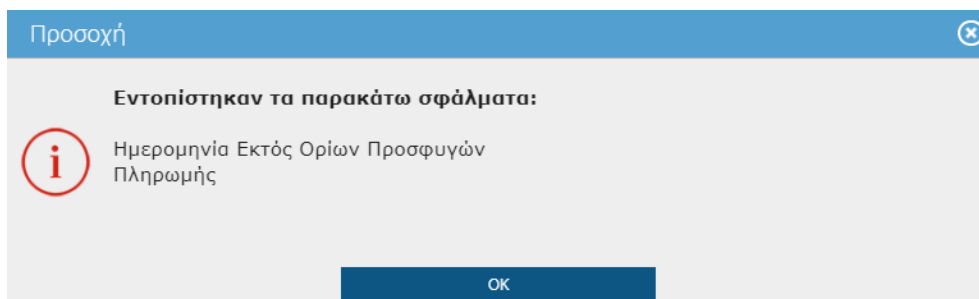 Προσοχή
Εντοπίστηκαν τα παρακάτω σφάλματα:
Ημερομηνία Εκτός Ορίων Προσφυγών
Πληρωμής
OK